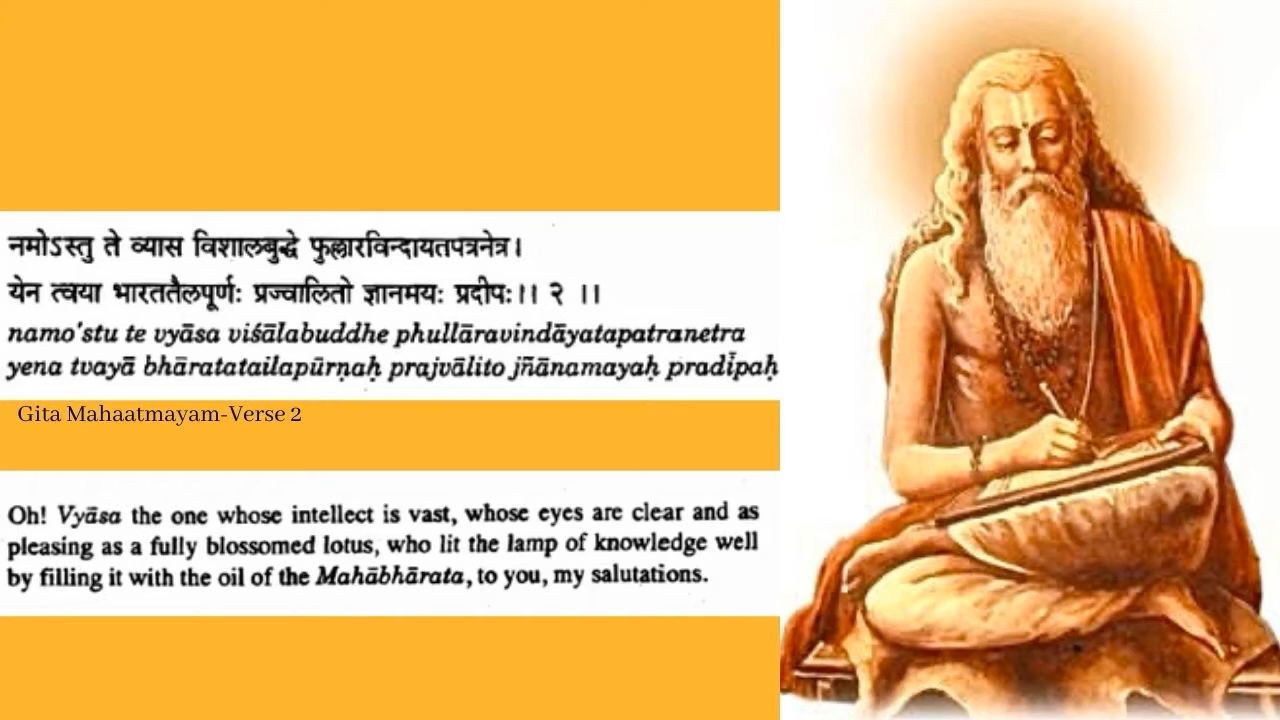 नमोऽस्तु ते व्यास विशालबुद्धे फुल्लारविन्दायतपत्रनेत्र।
येन त्वया भारततैलपूर्णः प्रज्वालितो ज्ञानमयः प्रदीपः।। २ ।।
namo'stu te vyāsa viśālabuddhe phullāravindāyatapatranetra
yena tvayā bhāratatailapūrṇaḥ prajvālito jñānamayaḥ pradīpaḥ
Gita Mahaatmayam-Verse 2
Oh! Vyāsa the one whose intellect is vast, whose eyes are clear and as
pleasing as a fully blossomed lotus, who lit the lamp of knowledge well
by filling it with the oil of the Mahābhārata, to you, my salutations.